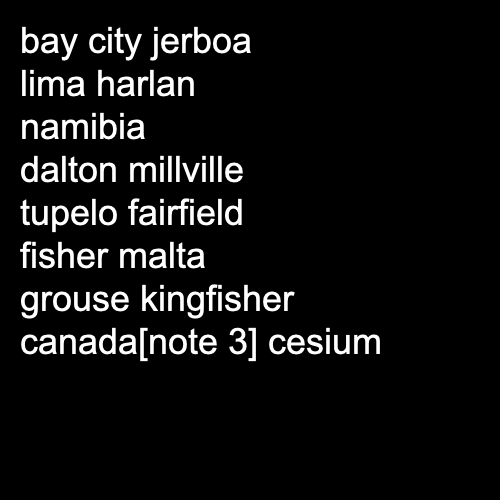 bay city jerboa
lima harlan
namibia
dalton millville
tupelo fairfield
fisher malta
grouse kingfisher
canada[note 3] cesium